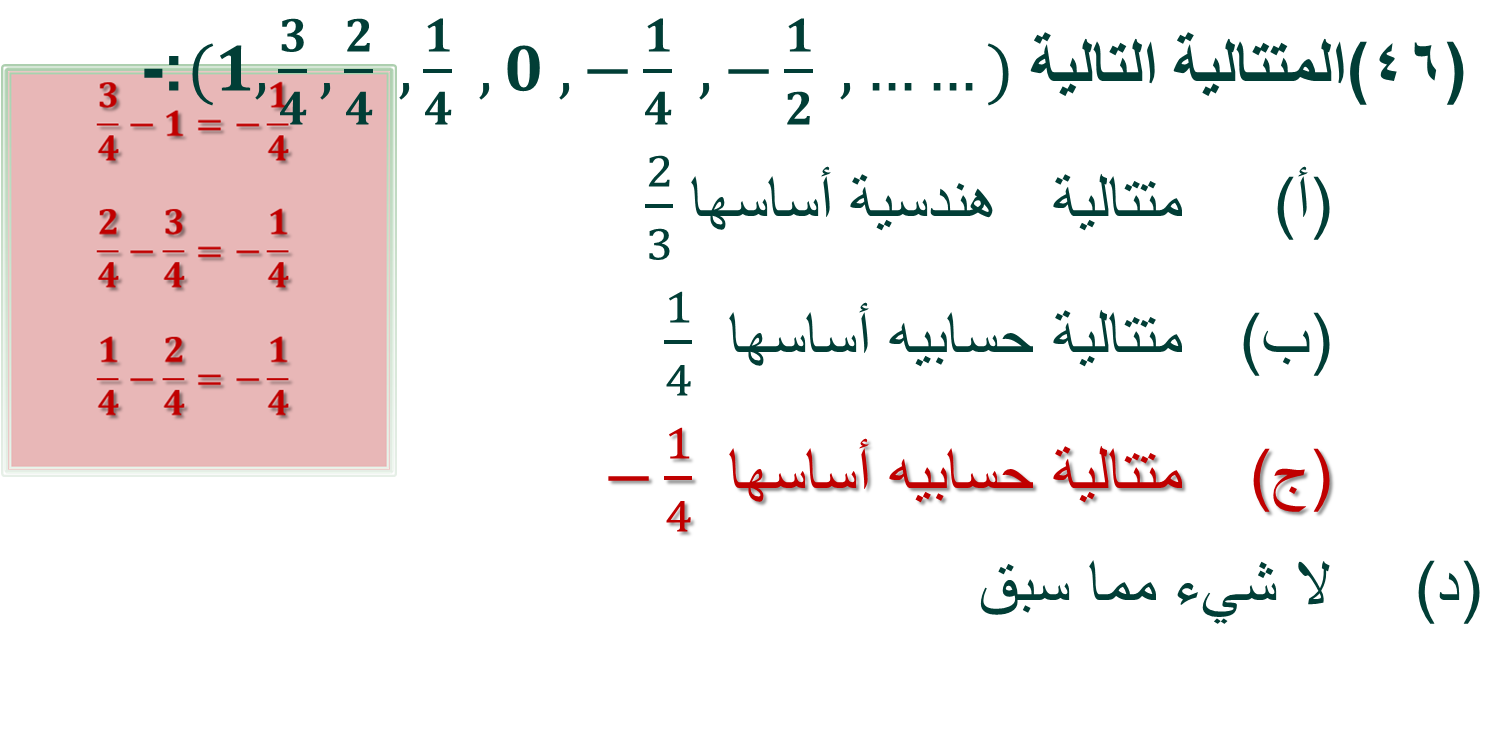 (٤٦)المتتالية التالية (1, 3/4, 2/4, 1/4, 0, −1/4, −1/2, … …):-
(أ) متتالية هندسية أساسها 2/3
(ب) متتالية حسابيه أساسها 1/4
(ج) متتالية حسابيه أساسها −1/4
(د) لا شيء مما سبق
3/4 − 1 = −1/4
2/4 − 3/4 = −1/4
1/4 − 2/4 = −1/4